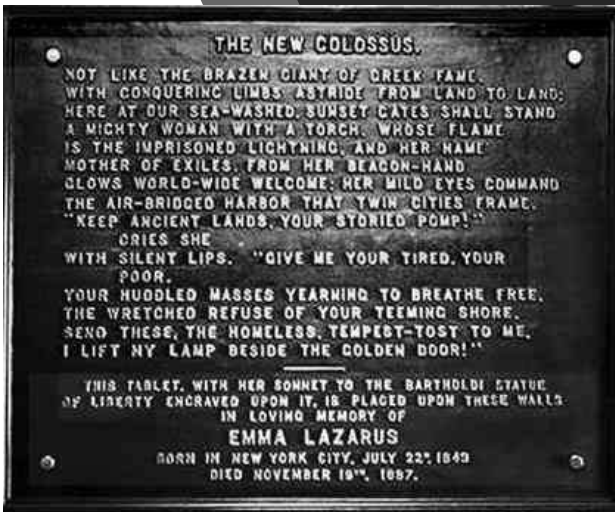 THE NEW COLOSSUS.
NOT LIKE THE BRAZEN GIANT OF GREEK FAME,
WITH CONQUERING LIMBS ASTRIDE FROM LAND TO LAND;
HERE AT OUR SEA-WASHED, SUNSET GATES SHALL STAND
A MIGHTY WOMAN WITH A TORCH, WHOSE FLAME
IS THE IMPRISONED LIGHTNING, AND HER NAME
MOTHER OF EXILES. FROM HER BEACON-HAND
GLOWS WORLD-WIDE WELCOME; HER MILD EYES COMMAND
THE AIR-BRIDGED HARBOR THAT TWIN CITIES FRAME.
"KEEP ANCIENT LANDS, YOUR STORIED POMP!"
CRIES SHE
WITH SILENT LIPS. "GIVE ME YOUR TIRED, YOUR
POOR,
YOUR HUDDLED MASSES YEARNING TO BREATHE FREE,
THE WRETCHED REFUSE OF YOUR TEEMING SHORE.
SEND THESE, THE HOMELESS, TEMPEST-TOST TO ME,
I LIFT MY LAMP BESIDE THE GOLDEN DOOR!"
THIS TABLET, WITH HER SONNET TO THE BARTHOLDI STATUE
OF LIBERTY ENGRAVED UPON IT, IS PLACED UPON THESE WALLS
IN LOVING MEMORY OF
EMMA LAZARUS
BORN IN NEW YORK CITY, JULY 22ᴰ, 1849
DIED NOVEMBER 19ᵀᴴ, 1887.